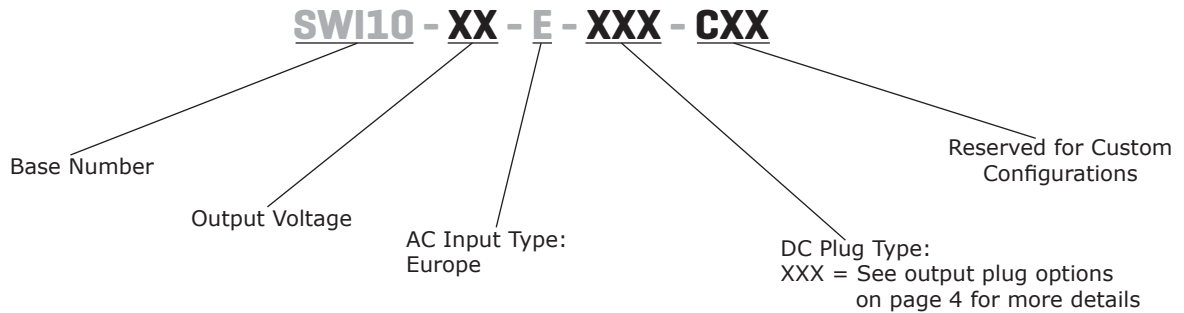 SWI10 - XX - E - XXX - CXX
Base Number
Output Voltage
AC Input Type:
Europe
DC Plug Type:
XXX = See output plug options
on page 4 for more details
Reserved for Custom
Configurations